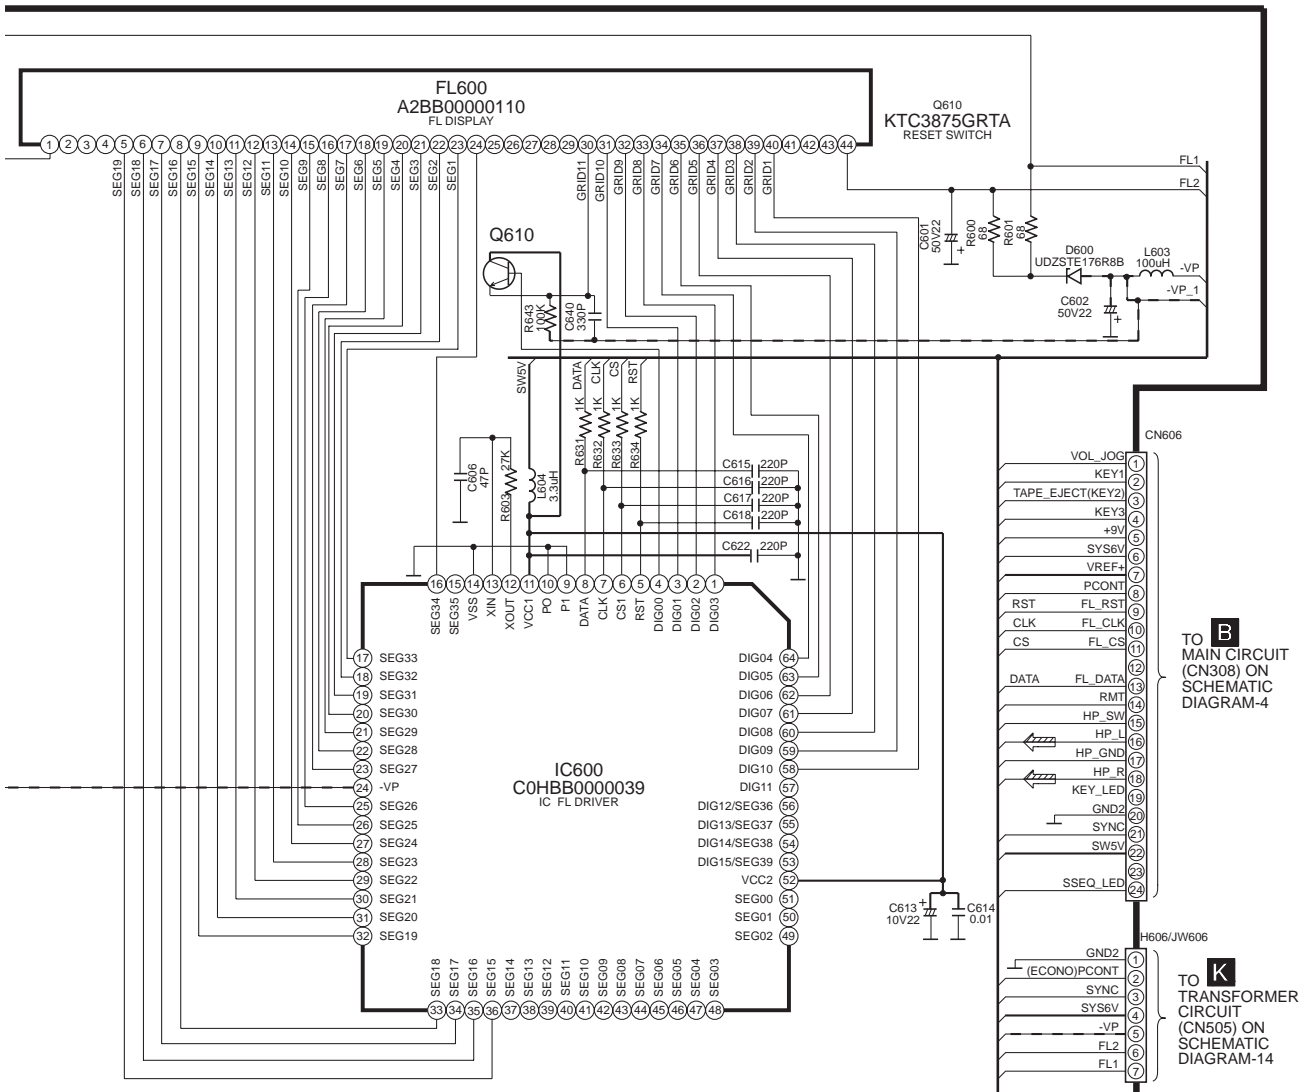 FL600
A2BB00000110
FL DISPLAY
Q610
KTC3875GRTA
RESET SWITCH
1 2 3 4 5 6 7 8 9 10 11 12 13 14 15 16 17 18 19 20 21 22 23 24 25 26 27 28 29 30 31 32 33 34 35 36 37 38 39 40 41 42 43 44
SEG19 SEG18 SEG17 SEG16 SEG15 SEG14 SEG13 SEG12 SEG11 SEG10 SEG9 SEG8 SEG7 SEG6 SEG5 SEG4 SEG3 SEG2 SEG1
GRID11 GRID10 GRID9 GRID8 GRID7 GRID6 GRID5 GRID4 GRID3 GRID2 GRID1
FL1
FL2
C601
50V22
+
R600
68
R601
68
D600
UDZSTE176R8B
L603
100uH
-VP
-VP_1
C602
50V22
+
Q610
R643
100K
C640
330P
SW5V
DATA
CLK
CS
RST
R631 1K
R632 1K
R633 1K
R634 1K
C606
47P
R603 27K
L604
3.3uH
C615 220P
C616 220P
C617 220P
C618 220P
C622 220P
16 15 14 13 12 11 10 9 8 7 6 5 4 3 2 1
SEG34 SEG35 VSS XIN XOUT VCC1 PO P1 DATA CLK CS1 RST DIG00 DIG01 DIG02 DIG03
17 SEG33
18 SEG32
19 SEG31
20 SEG30
21 SEG29
22 SEG28
23 SEG27
24 -VP
25 SEG26
26 SEG25
27 SEG24
28 SEG23
29 SEG22
30 SEG21
31 SEG20
32 SEG19
IC600
C0HBB0000039
IC FL DRIVER
DIG04 64
DIG05 63
DIG06 62
DIG07 61
DIG08 60
DIG09 59
DIG10 58
DIG11 57
DIG12/SEG36 56
DIG13/SEG37 55
DIG14/SEG38 54
DIG15/SEG39 53
VCC2 52
SEG00 51
SEG01 50
SEG02 49
SEG18 SEG17 SEG16 SEG15 SEG14 SEG13 SEG12 SEG11 SEG10 SEG09 SEG08 SEG07 SEG06 SEG05 SEG04 SEG03
33 34 35 36 37 38 39 40 41 42 43 44 45 46 47 48
C613 +
10V22
C614
0.01
CN606
VOL_JOG 1
KEY1 2
TAPE_EJECT(KEY2) 3
KEY3 4
+9V 5
SYS6V 6
VREF+ 7
PCONT 8
RST FL_RST 9
CLK FL_CLK 10
CS FL_CS 11
12
DATA FL_DATA 13
RMT 14
HP_SW 15
HP_L 16
HP_GND 17
HP_R 18
KEY_LED 19
GND2 20
SYNC 21
SW5V 22
23
SSEQ_LED 24
TO B
MAIN CIRCUIT
(CN308) ON
SCHEMATIC
DIAGRAM-4
H606/JW606
GND2 1
(ECONO)PCONT 2
SYNC 3
SYS6V 4
-VP 5
FL2 6
FL1 7
TO K
TRANSFORMER
CIRCUIT
(CN505) ON
SCHEMATIC
DIAGRAM-14